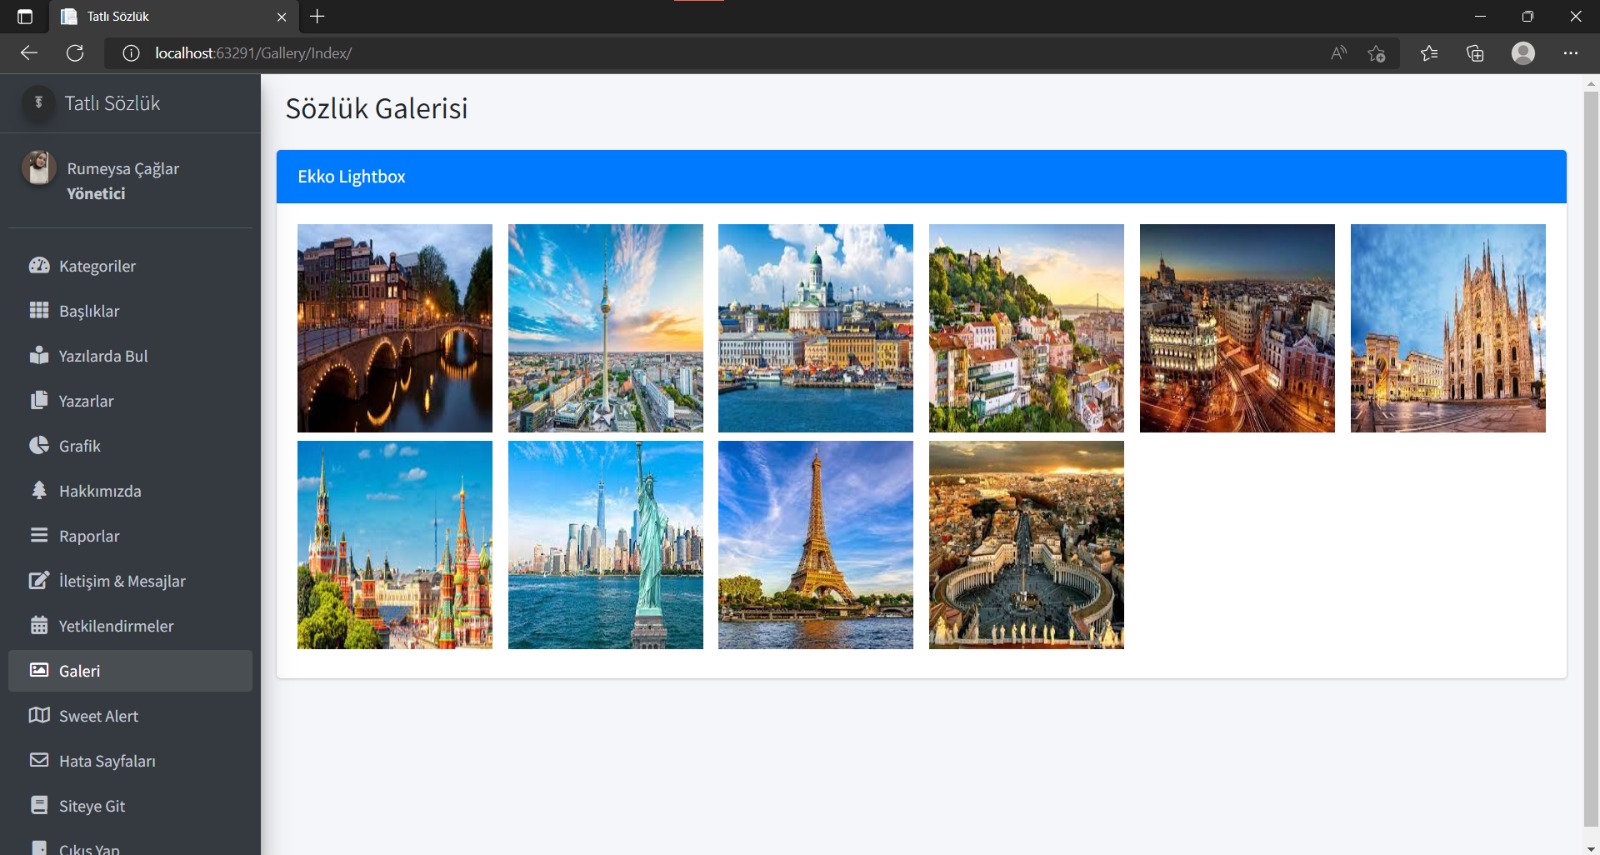 Tatlı Sözlük
localhost:63291/Gallery/Index/
Tatlı Sözlük
Rumeysa Çağlar
Yönetici
Kategoriler
Başlıklar
Yazılarda Bul
Yazarlar
Grafik
Hakkımızda
Raporlar
İletişim & Mesajlar
Yetkilendirmeler
Galeri
Sweet Alert
Hata Sayfaları
Siteye Git
Çıkış Yap
Sözlük Galerisi
Ekko Lightbox